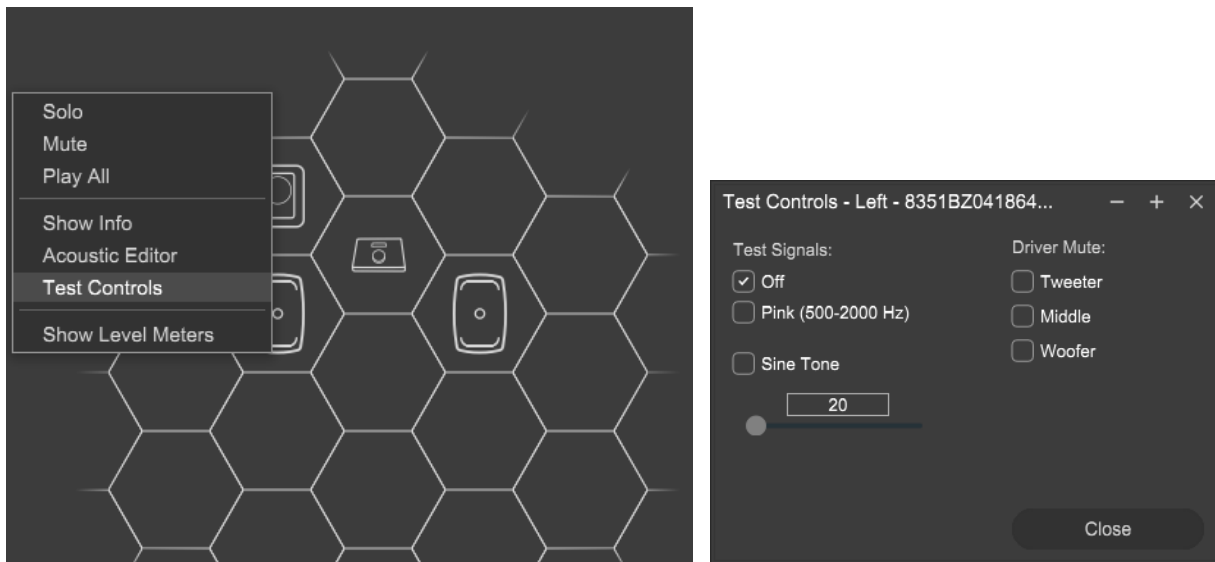 Solo
Mute
Play All
Show Info
Acoustic Editor
Test Controls
Show Level Meters
Test Controls - Left - 8351BZ041864...
Test Signals:
Off
Pink (500-2000 Hz)
Sine Tone
20
Driver Mute:
Tweeter
Middle
Woofer
Close